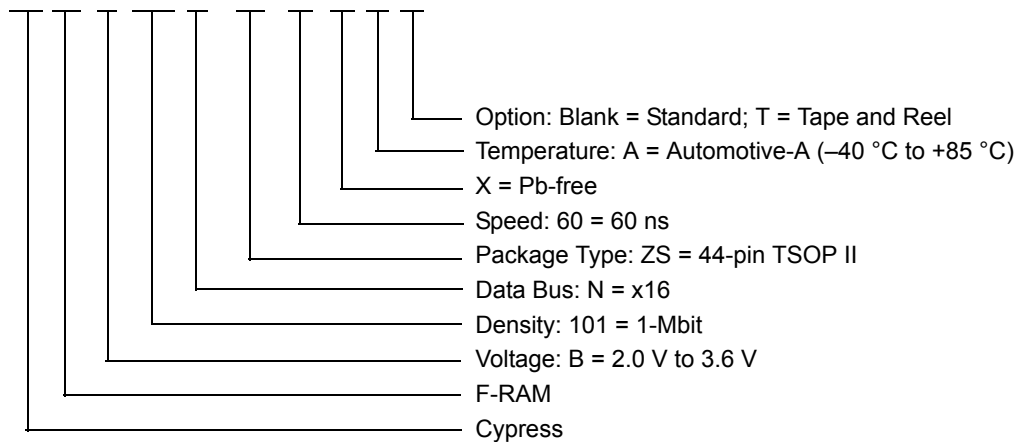 Option: Blank = Standard; T = Tape and Reel
Temperature: A = Automotive-A (–40 °C to +85 °C)
X = Pb-free
Speed: 60 = 60 ns
Package Type: ZS = 44-pin TSOP II
Data Bus: N = x16
Density: 101 = 1-Mbit
Voltage: B = 2.0 V to 3.6 V
F-RAM
Cypress